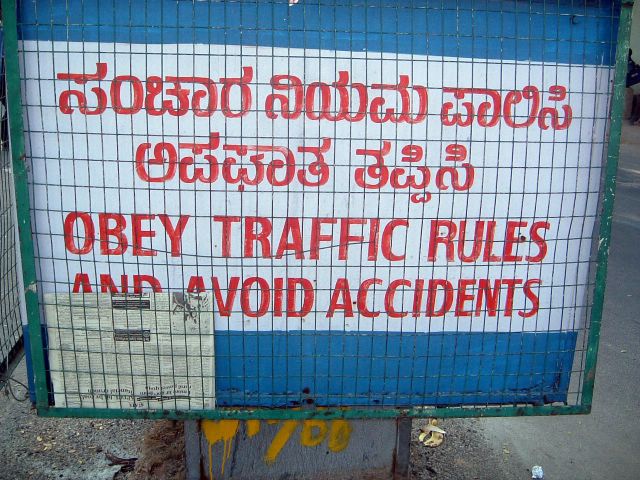 ಸಂಚಾರ ನಿಯಮ ಪಾಲಿಸಿ
ಅಪಘಾತ ತಪ್ಪಿಸಿ
OBEY TRAFFIC RULES
AND AVOID ACCIDENTS